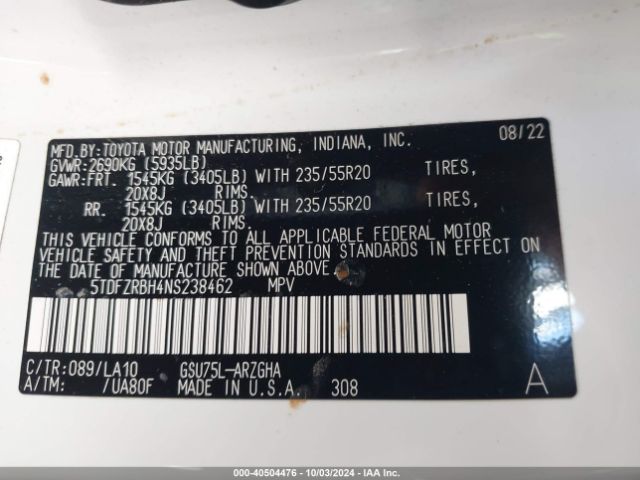 MFD.BY:TOYOTA MOTOR MANUFACTURING, INDIANA, INC. 08/22
GVWR:2690KG (5935LB)
GAWR:FRT. 1545KG (3405LB) WITH 235/55R20 TIRES,
20X8J RIMS.
RR. 1545KG (3405LB) WITH 235/55R20 TIRES,
20X8J RIMS.
THIS VEHICLE CONFORMS TO ALL APPLICABLE FEDERAL MOTOR
VEHICLE SAFETY AND THEFT PREVENTION STANDARDS IN EFFECT ON
THE DATE OF MANUFACTURE SHOWN ABOVE.
5TDFZRBH4NS238462 MPV
C/TR:089/LA10 GSU75L-ARZGHA
A/TM: /UA80F MADE IN U.S.A. 308 A
000-40504476 - 10/03/2024 - IAA Inc.